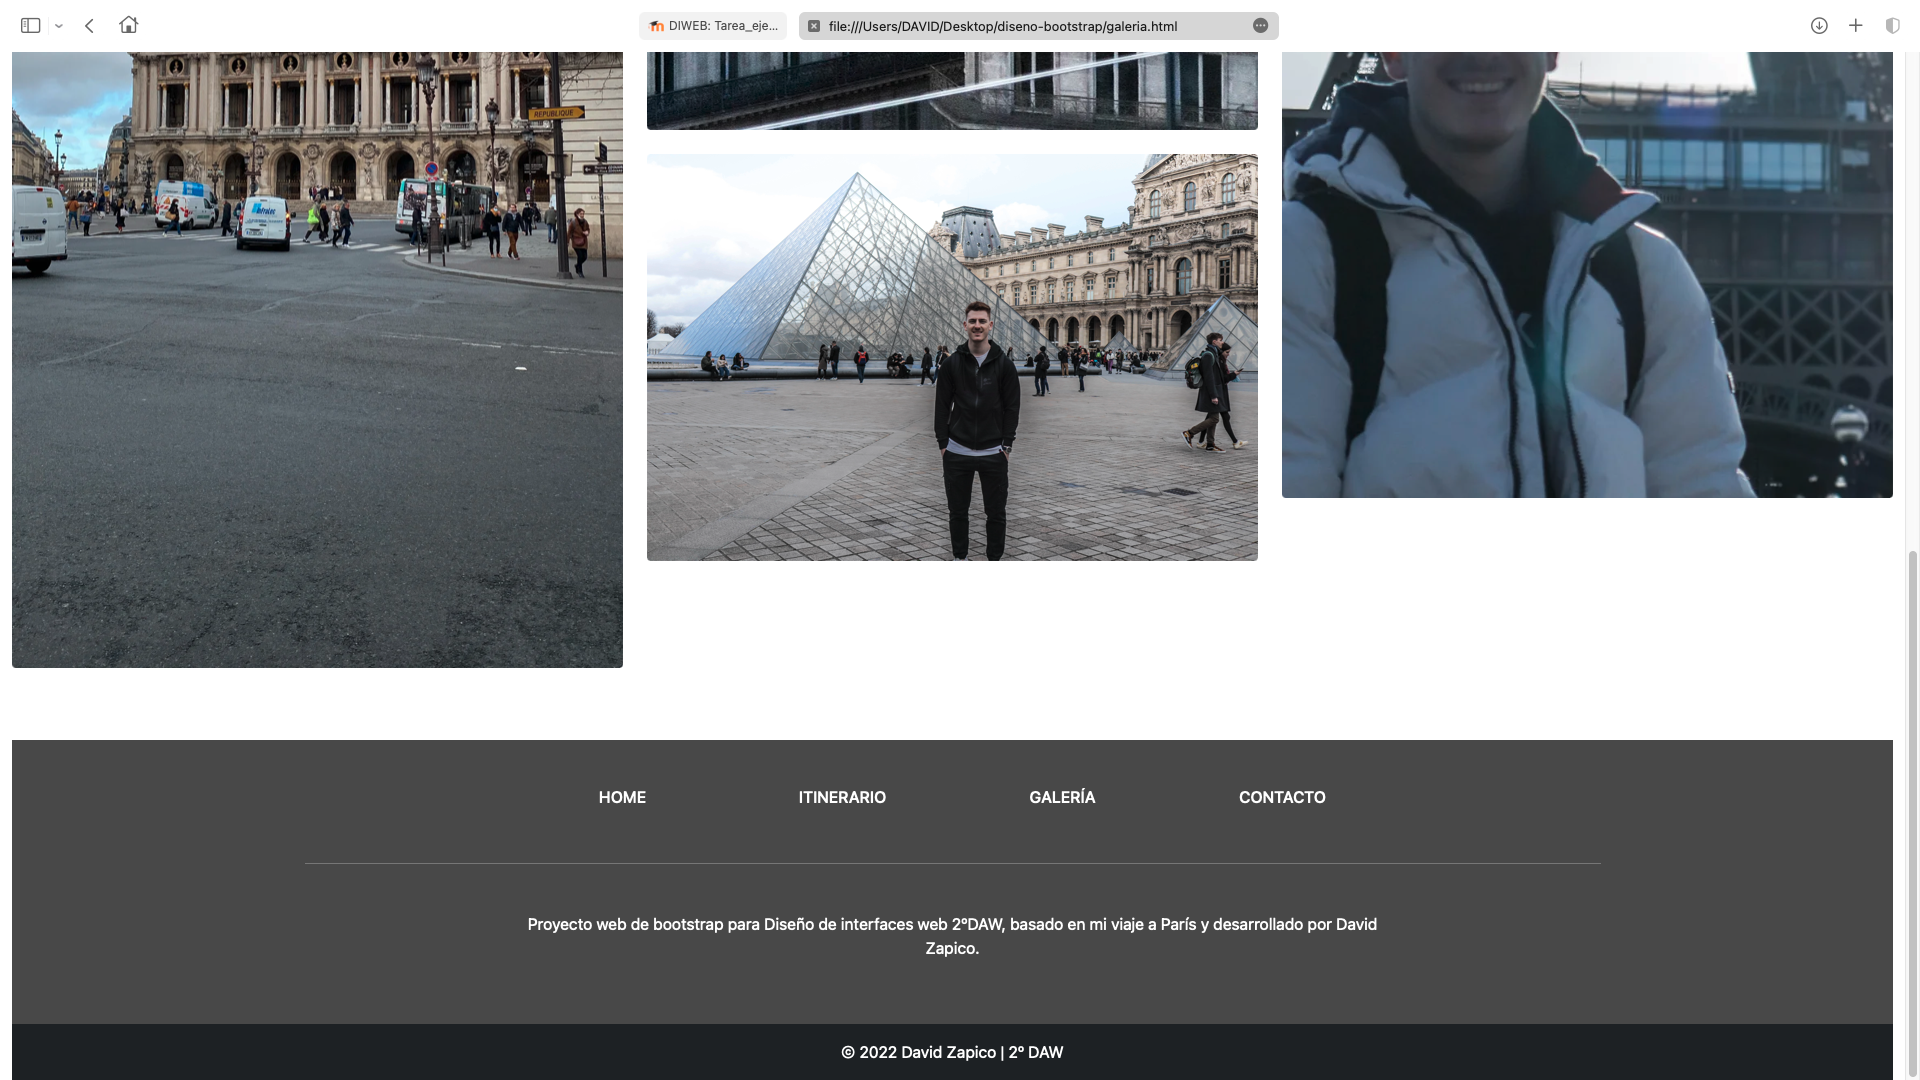 DIWEB: Tarea_eje...
file:///Users/DAVID/Desktop/diseno-bootstrap/galeria.html
REPUBLIQUE
HOME
ITINERARIO
GALERÍA
CONTACTO
Proyecto web de bootstrap para Diseño de interfaces web 2ºDAW, basado en mi viaje a París y desarrollado por David
Zapico.
© 2022 David Zapico | 2º DAW